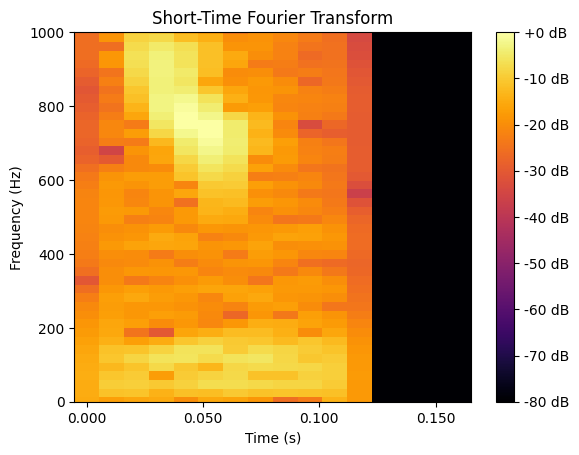 Short-Time Fourier Transform
Frequency (Hz)
1000
800
600
400
200
0
0.000
0.050
0.100
0.150
Time (s)
+0 dB
-10 dB
-20 dB
-30 dB
-40 dB
-50 dB
-60 dB
-70 dB
-80 dB